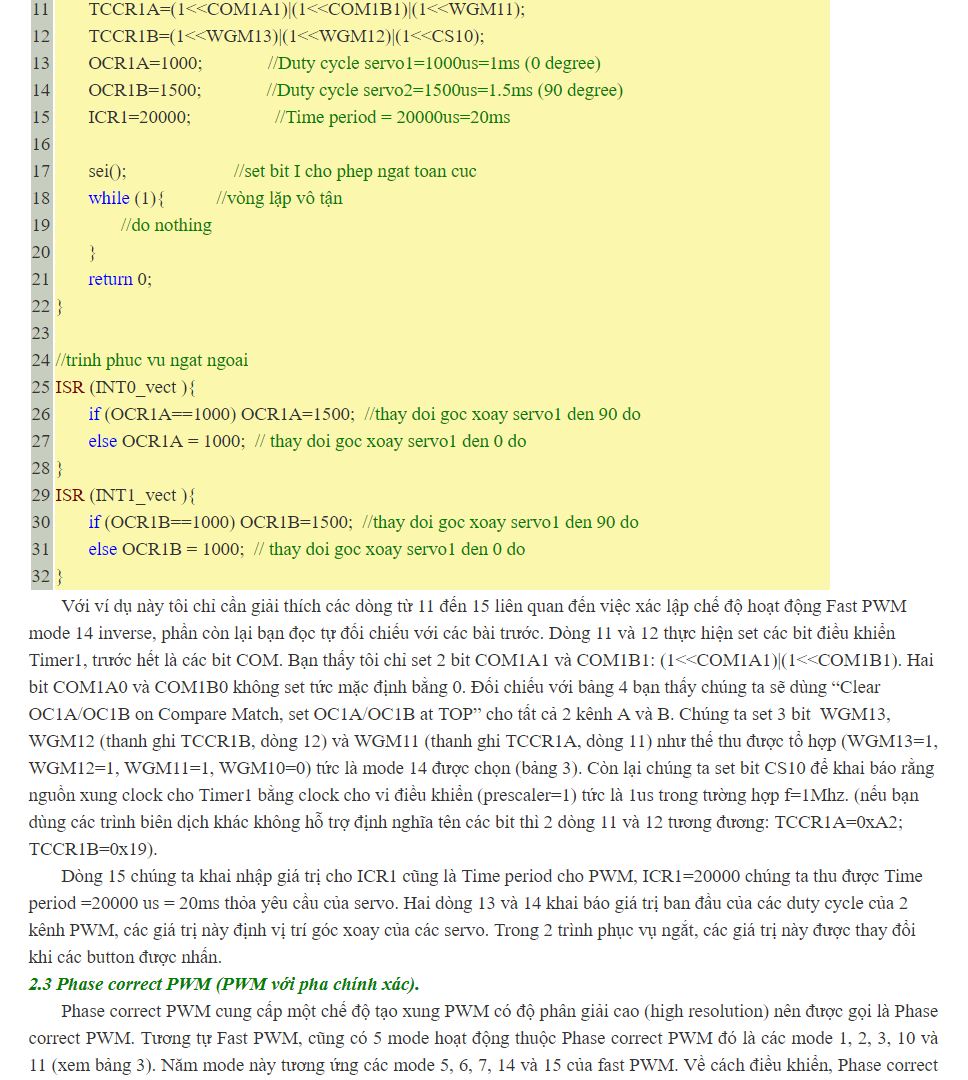 11 TCCR1A=(1<<COM1A1)|(1<<COM1B1)|(1<<WGM11);
12 TCCR1B=(1<<WGM13)|(1<<WGM12)|(1<<CS10);
13 OCR1A=1000; //Duty cycle servo1=1000us=1ms (0 degree)
14 OCR1B=1500; //Duty cycle servo2=1500us=1.5ms (90 degree)
15 ICR1=20000; //Time period = 20000us=20ms
16
17 sei(); //set bit I cho phep ngat toan cuc
18 while (1){ //vòng lặp vô tận
19 //do nothing
20 }
21 return 0;
22 }
23
24 //trinh phuc vu ngat ngoai
25 ISR (INT0_vect ){
26 if (OCR1A==1000) OCR1A=1500; //thay doi goc xoay servo1 den 90 do
27 else OCR1A = 1000; // thay doi goc xoay servo1 den 0 do
28 }
29 ISR (INT1_vect ){
30 if (OCR1B==1000) OCR1B=1500; //thay doi goc xoay servo1 den 90 do
31 else OCR1B = 1000; // thay doi goc xoay servo1 den 0 do
32 }
Với ví dụ này tôi chỉ cần giải thích các dòng từ 11 đến 15 liên quan đến việc xác lập chế độ hoạt động Fast PWM
mode 14 inverse, phần còn lại bạn đọc tự đối chiếu với các bài trước. Dòng 11 và 12 thực hiện set các bit điều khiển
Timer1, trước hết là các bit COM. Bạn thấy tôi chỉ set 2 bit COM1A1 và COM1B1: (1<<COM1A1)|(1<<COM1B1). Hai
bit COM1A0 và COM1B0 không set tức mặc định bằng 0. Đối chiếu với bảng 4 bạn thấy chúng ta sẽ dùng “Clear
OC1A/OC1B on Compare Match, set OC1A/OC1B at TOP” cho tất cả 2 kênh A và B. Chúng ta set 3 bit WGM13,
WGM12 (thanh ghi TCCR1B, dòng 12) và WGM11 (thanh ghi TCCR1A, dòng 11) như thế thu được tổ hợp (WGM13=1,
WGM12=1, WGM11=1, WGM10=0) tức là mode 14 được chọn (bảng 3). Còn lại chúng ta set bit CS10 để khai báo rằng
nguồn xung clock cho Timer1 bằng clock cho vi điều khiển (prescaler=1) tức là 1us trong tường hợp f=1Mhz. (nếu bạn
dùng các trình biên dịch khác không hỗ trợ định nghĩa tên các bit thì 2 dòng 11 và 12 tương đương: TCCR1A=0xA2;
TCCR1B=0x19).
Dòng 15 chúng ta khai nhập giá trị cho ICR1 cũng là Time period cho PWM, ICR1=20000 chúng ta thu được Time
period =20000 us = 20ms thỏa yêu cầu của servo. Hai dòng 13 và 14 khai báo giá trị ban đầu của các duty cycle của 2
kênh PWM, các giá trị này định vị trí góc xoay của các servo. Trong 2 trình phục vụ ngắt, các giá trị này được thay đổi
khi các button được nhấn.
2.3 Phase correct PWM (PWM với pha chính xác).
Phase correct PWM cung cấp một chế độ tạo xung PWM có độ phân giải cao (high resolution) nên được gọi là Phase
correct PWM. Tương tự Fast PWM, cũng có 5 mode hoạt động thuộc Phase correct PWM đó là các mode 1, 2, 3, 10 và
11 (xem bảng 3). Năm mode này tương ứng các mode 5, 6, 7, 14 và 15 của fast PWM. Về cách điều khiển, Phase correct